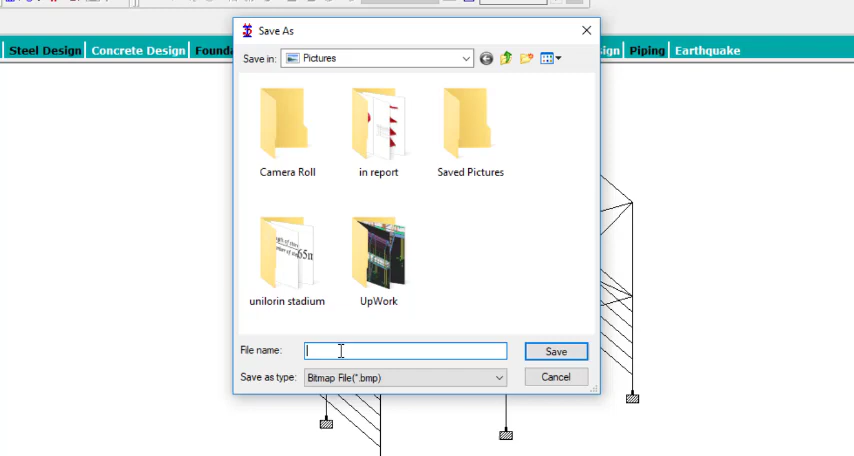 Save As
Steel Design
Concrete Design
Founda
ign
Piping
Earthquake
Save in:
Pictures
Camera Roll
in report
Saved Pictures
unilorin stadium
UpWork
File name:
Save
Save as type:
Bitmap File(*.bmp)
Cancel